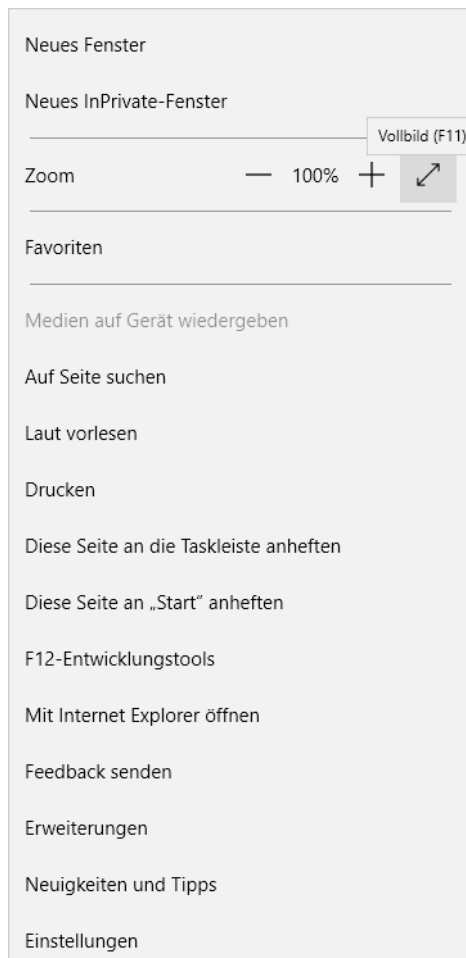 Neues Fenster
Neues InPrivate-Fenster
Vollbild (F11)
Zoom — 100% +
Favoriten
Medien auf Gerät wiedergeben
Auf Seite suchen
Laut vorlesen
Drucken
Diese Seite an die Taskleiste anheften
Diese Seite an „Start“ anheften
F12-Entwicklungstools
Mit Internet Explorer öffnen
Feedback senden
Erweiterungen
Neuigkeiten und Tipps
Einstellungen